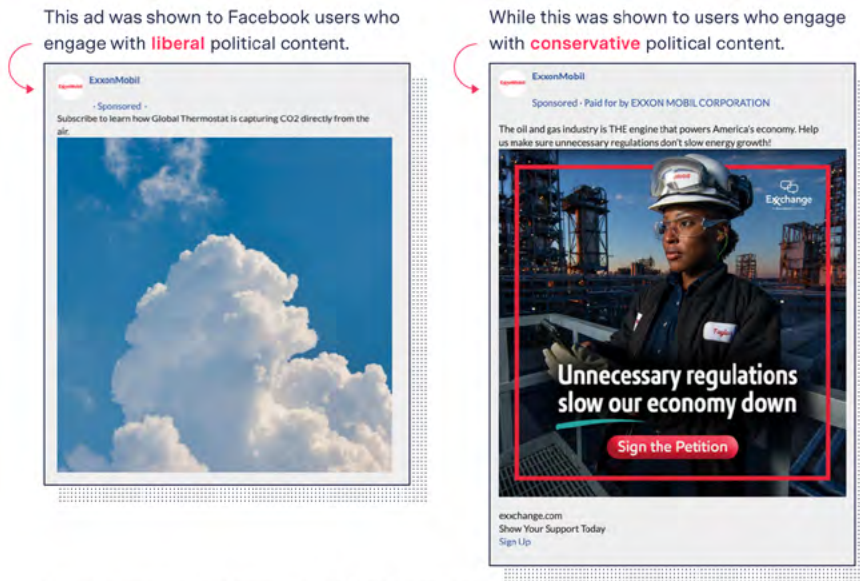 This ad was shown to Facebook users who
engage with liberal political content.
ExxonMobil
ExxonMobil
· Sponsored ·
Subscribe to learn how Global Thermostat is capturing CO2 directly from the
air.
While this was shown to users who engage
with conservative political content.
ExxonMobil
ExxonMobil
Sponsored · Paid for by EXXON MOBIL CORPORATION
The oil and gas industry is THE engine that powers America's economy. Help
us make sure unnecessary regulations don't slow energy growth!
Exxchange
Unnecessary regulations
slow our economy down
Sign the Petition
exxchange.com
Show Your Support Today
Sign Up